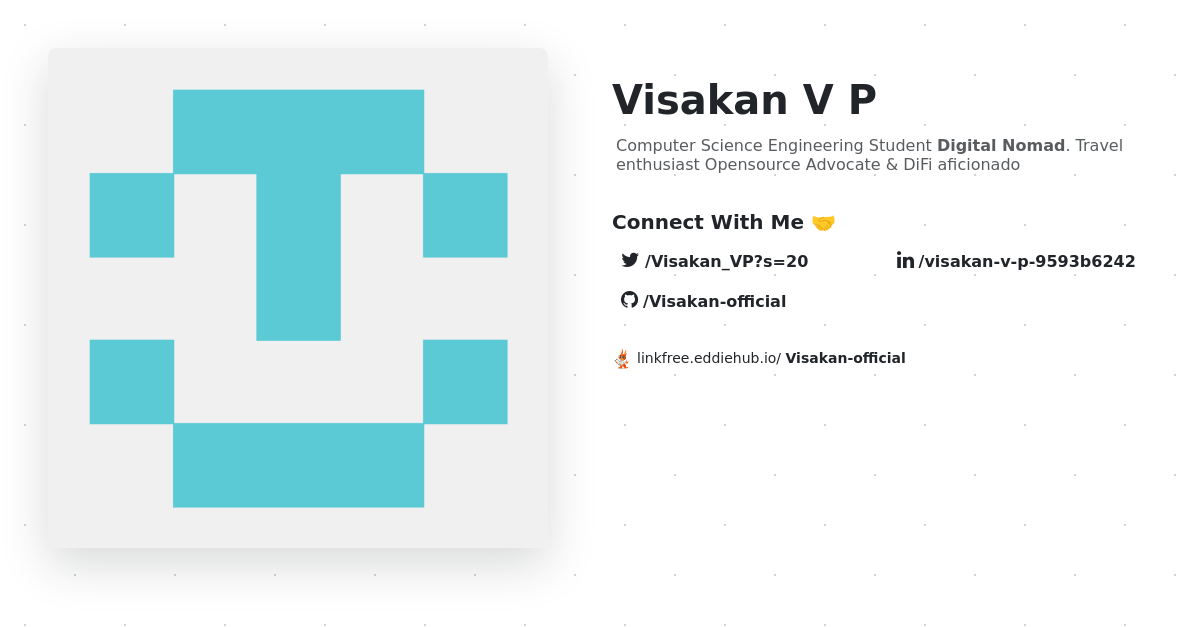 Visakan V P
Computer Science Engineering Student Digital Nomad. Travel
enthusiast Opensource Advocate & DiFi aficionado
Connect With Me 🤝
/Visakan_VP?s=20
/visakan-v-p-9593b6242
/Visakan-official
linkfree.eddiehub.io/ Visakan-official